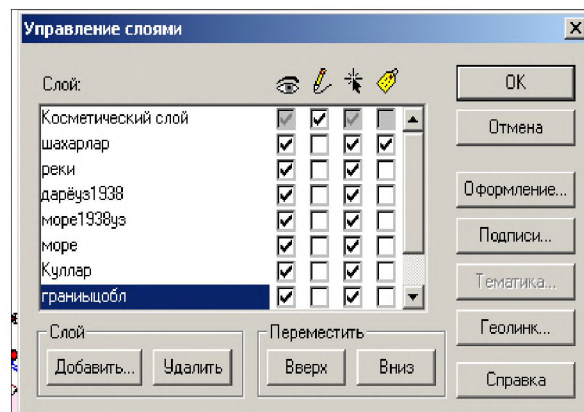 Управление слоями
Слой:
OK
Косметический слой
Отмена
шахарлар
реки
дарёуз1938
Оформление...
море1938уз
Подписи...
море
Куллар
Тематика...
граниыцобл
Слой
Переместить
Геолинк...
Добавить...
Удалить
Вверх
Вниз
Справка